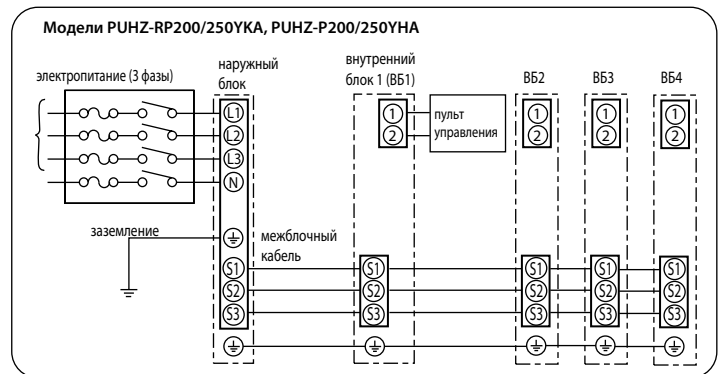 Модели PUHZ-RP200/250YKA, PUHZ-P200/250YHA
электропитание (3 фазы)
наружный
блок
внутренний
блок 1 (ВБ1)
ВБ2
ВБ3
ВБ4
L1
L2
L3
N
1
2
пульт
управления
1
2
1
2
1
2
заземление
межблочный
кабель
S1
S2
S3
S1
S2
S3
S1
S2
S3
S1
S2
S3
S1
S2
S3